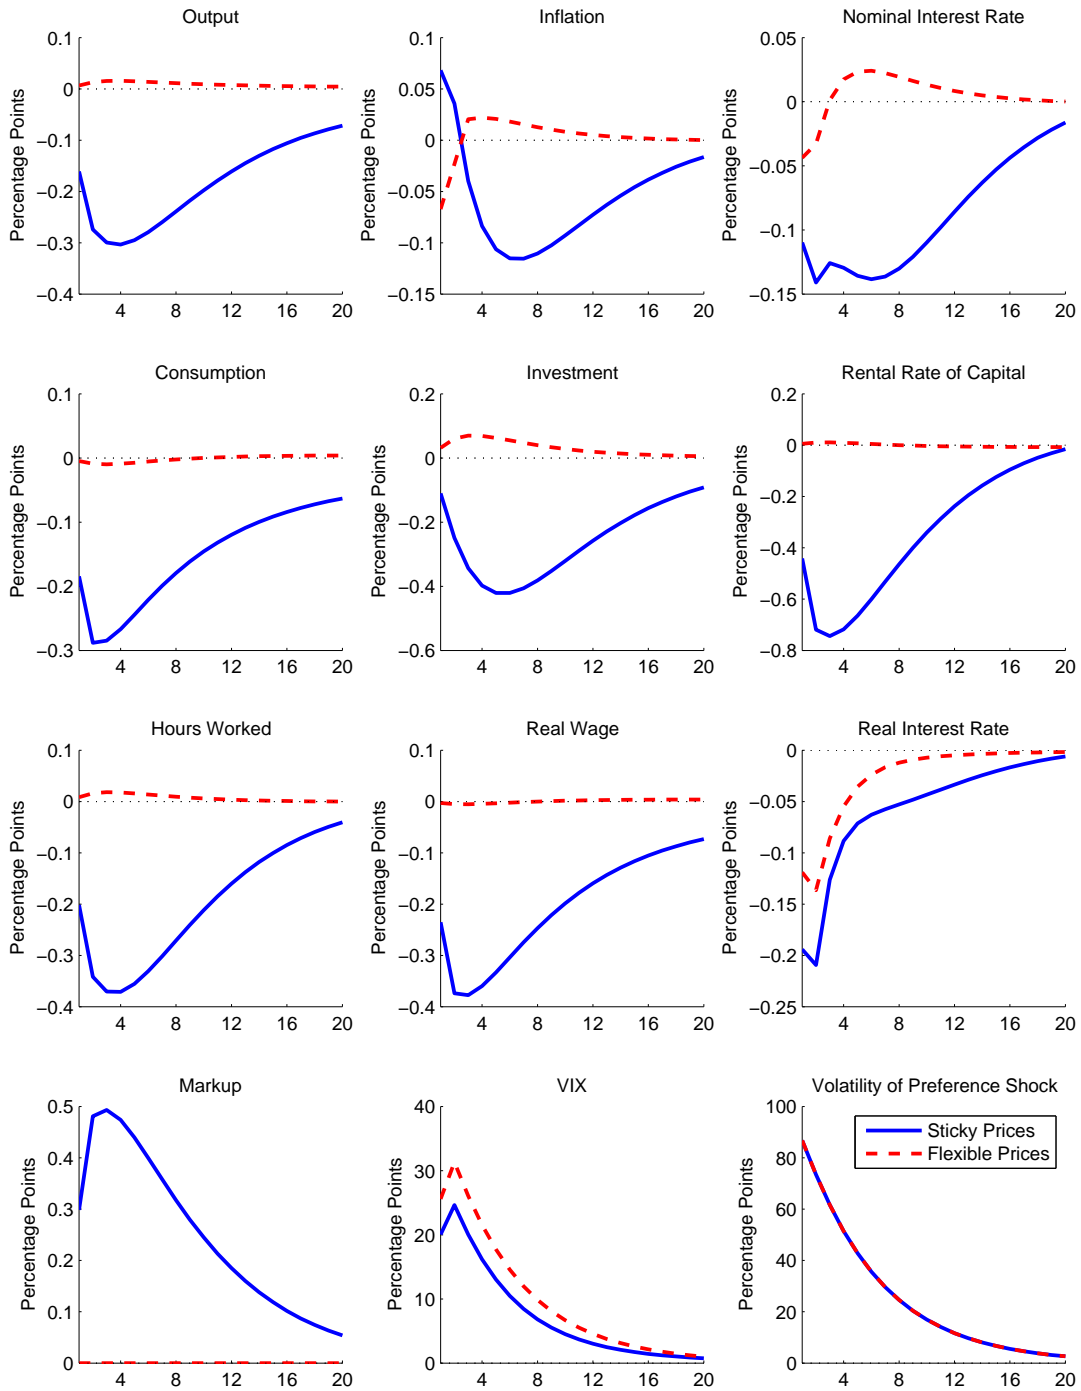 Output
Inflation
Nominal Interest Rate
Percentage Points
0.1
0
−0.1
−0.2
−0.3
−0.4
4 8 12 16 20
Percentage Points
0.1
0.05
0
−0.05
−0.1
−0.15
4 8 12 16 20
Percentage Points
0.05
0
−0.05
−0.1
−0.15
4 8 12 16 20
Consumption
Investment
Rental Rate of Capital
Percentage Points
0.1
0
−0.1
−0.2
−0.3
4 8 12 16 20
Percentage Points
0.2
0
−0.2
−0.4
−0.6
4 8 12 16 20
Percentage Points
0.2
0
−0.2
−0.4
−0.6
−0.8
4 8 12 16 20
Hours Worked
Real Wage
Real Interest Rate
Percentage Points
0.1
0
−0.1
−0.2
−0.3
−0.4
4 8 12 16 20
Percentage Points
0.1
0
−0.1
−0.2
−0.3
−0.4
4 8 12 16 20
Percentage Points
0
−0.05
−0.1
−0.15
−0.2
−0.25
4 8 12 16 20
Markup
VIX
Volatility of Preference Shock
Percentage Points
0.5
0.4
0.3
0.2
0.1
0
4 8 12 16 20
Percentage Points
40
30
20
10
0
4 8 12 16 20
Percentage Points
100
80
60
40
20
0
4 8 12 16 20
Sticky Prices
Flexible Prices